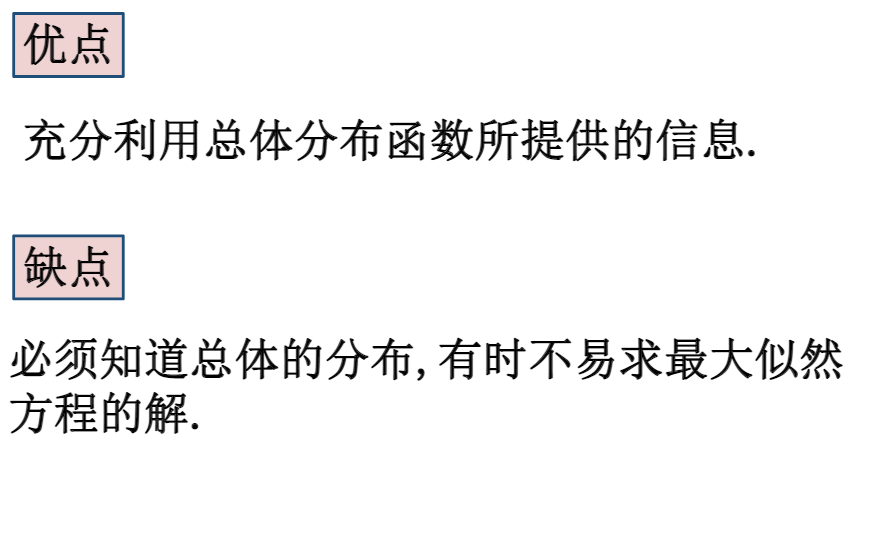 优点
充分利用总体分布函数所提供的信息.
缺点
必须知道总体的分布, 有时不易求最大似然
方程的解.